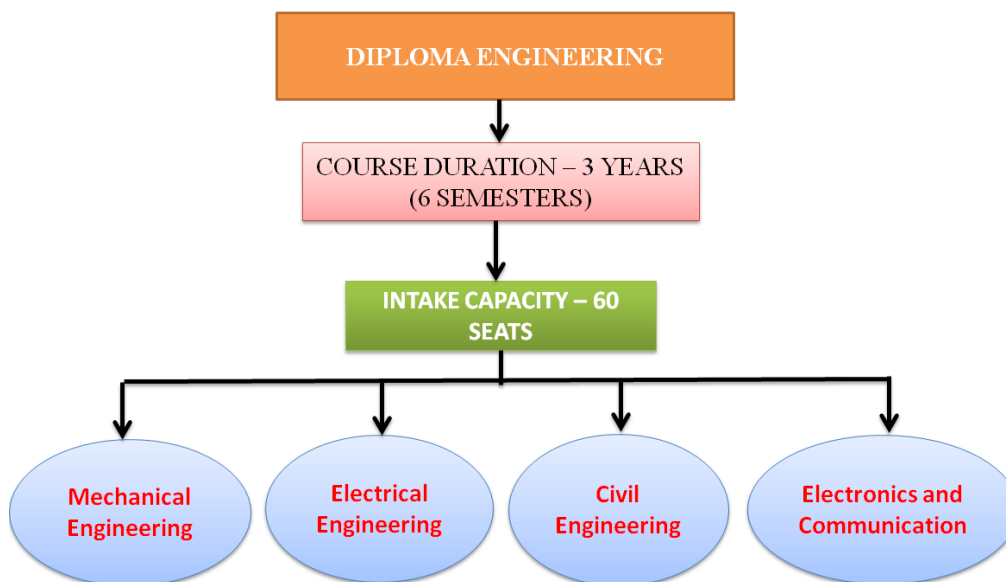 DIPLOMA ENGINEERING
COURSE DURATION – 3 YEARS
(6 SEMESTERS)
INTAKE CAPACITY – 60
SEATS
Mechanical
Engineering
Electrical
Engineering
Civil
Engineering
Electronics and
Communication